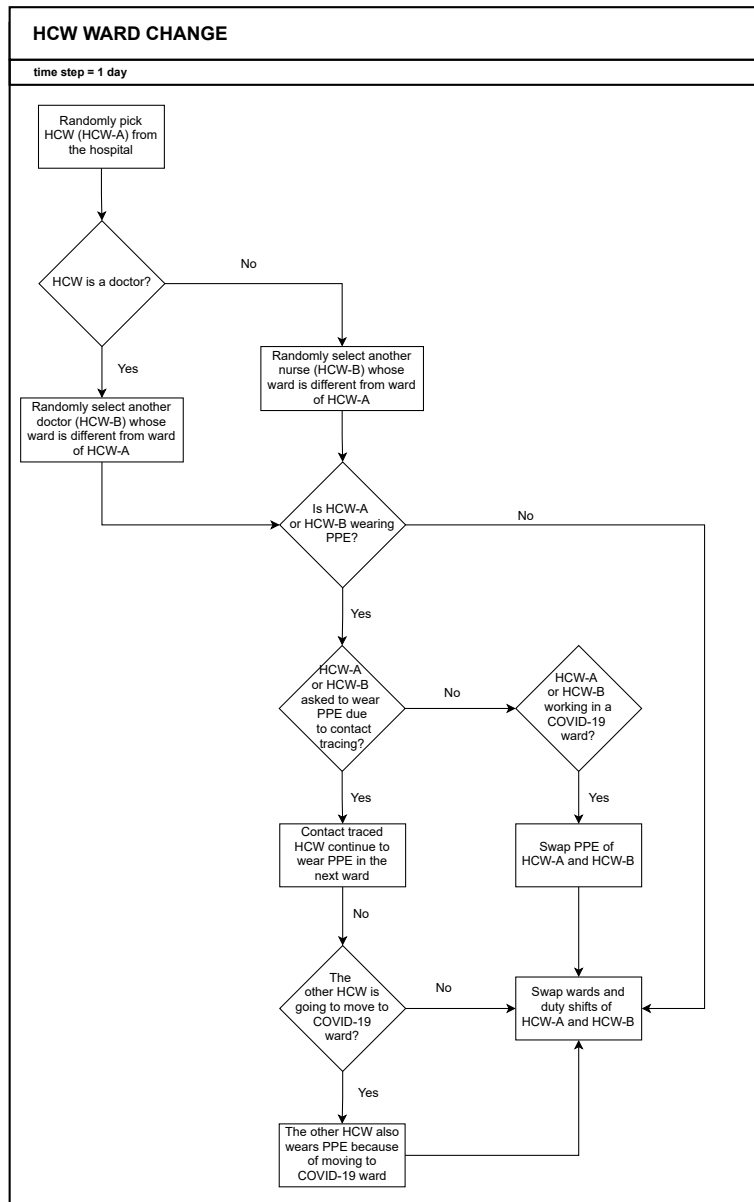 HCW WARD CHANGE
time step = 1 day
Randomly pick
HCW (HCW-A) from
the hospital
HCW is a doctor?
No
Yes
Randomly select another
nurse (HCW-B) whose
ward is different from ward
of HCW-A
Randomly select another
doctor (HCW-B) whose
ward is different from ward
of HCW-A
Is HCW-A
or HCW-B wearing
PPE?
No
Yes
HCW-A
or HCW-B
asked to wear
PPE due
to contact
tracing?
No
HCW-A
or HCW-B
working in a
COVID-19
ward?
Yes
Yes
Contact traced
HCW continue to
wear PPE in the
next ward
Swap PPE of
HCW-A and HCW-B
No
The
other HCW is
going to move to
COVID-19
ward?
No
Swap wards and
duty shifts of
HCW-A and HCW-B
Yes
The other HCW also
wears PPE because
of moving to
COVID-19 ward